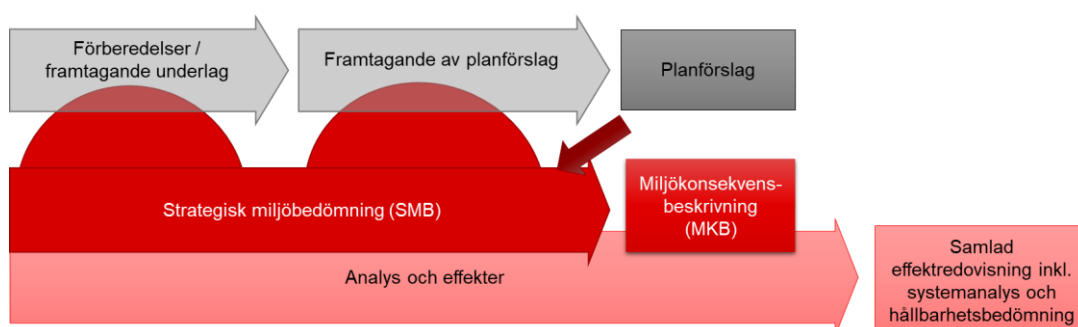 Förberedelser /
framtagande underlag
Framtagande av planförslag
Planförslag
Strategisk miljöbedömning (SMB)
Miljökonsekvens-
beskrivning
(MKB)
Analys och effekter
Samlad
effektredovisning inkl.
systemanalys och
hållbarhetsbedömning